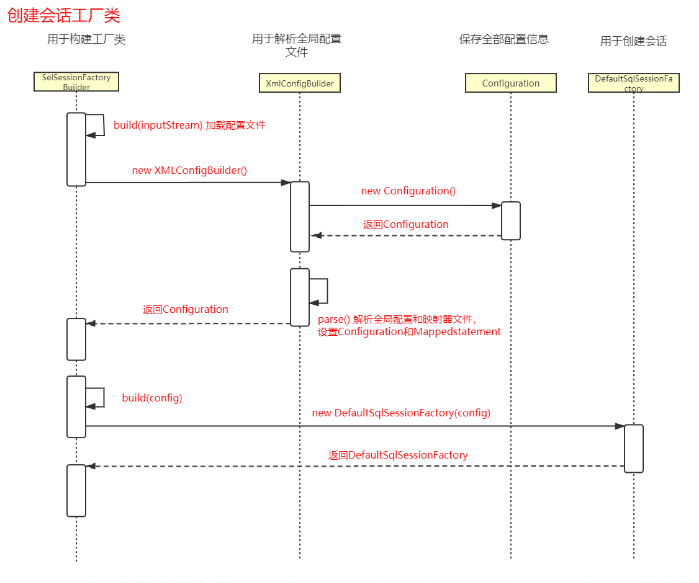 创建会话工厂类
用于构建工厂类
用于解析全局配置
文件
保存全部配置信息
用于创建会话
SelSessionFactory
Builder
XmlConfigBuilder
Configuration
DefaultSqlSessionFa
ctory
build(inputStream) 加载配置文件
new XMLConfigBuilder()
new Configuration()
返回Configuration
返回Configuration
parse() 解析全局配置和映射器文件，
设置Configuration和Mappedstatement
build(config)
new DefaultSqlSessionFactory(config)
返回DefaultSqlSessionFactory